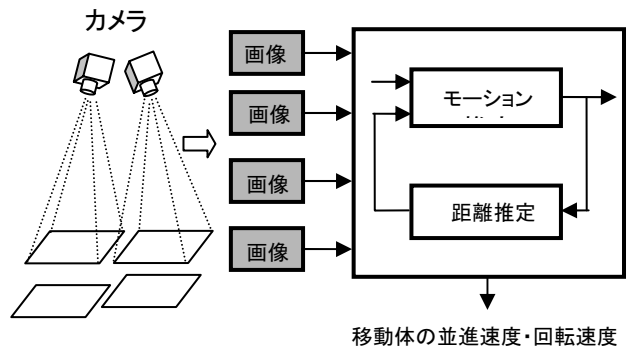 カメラ
画像
画像
画像
画像
モーション
距離推定
移動体の並進速度・回転速度